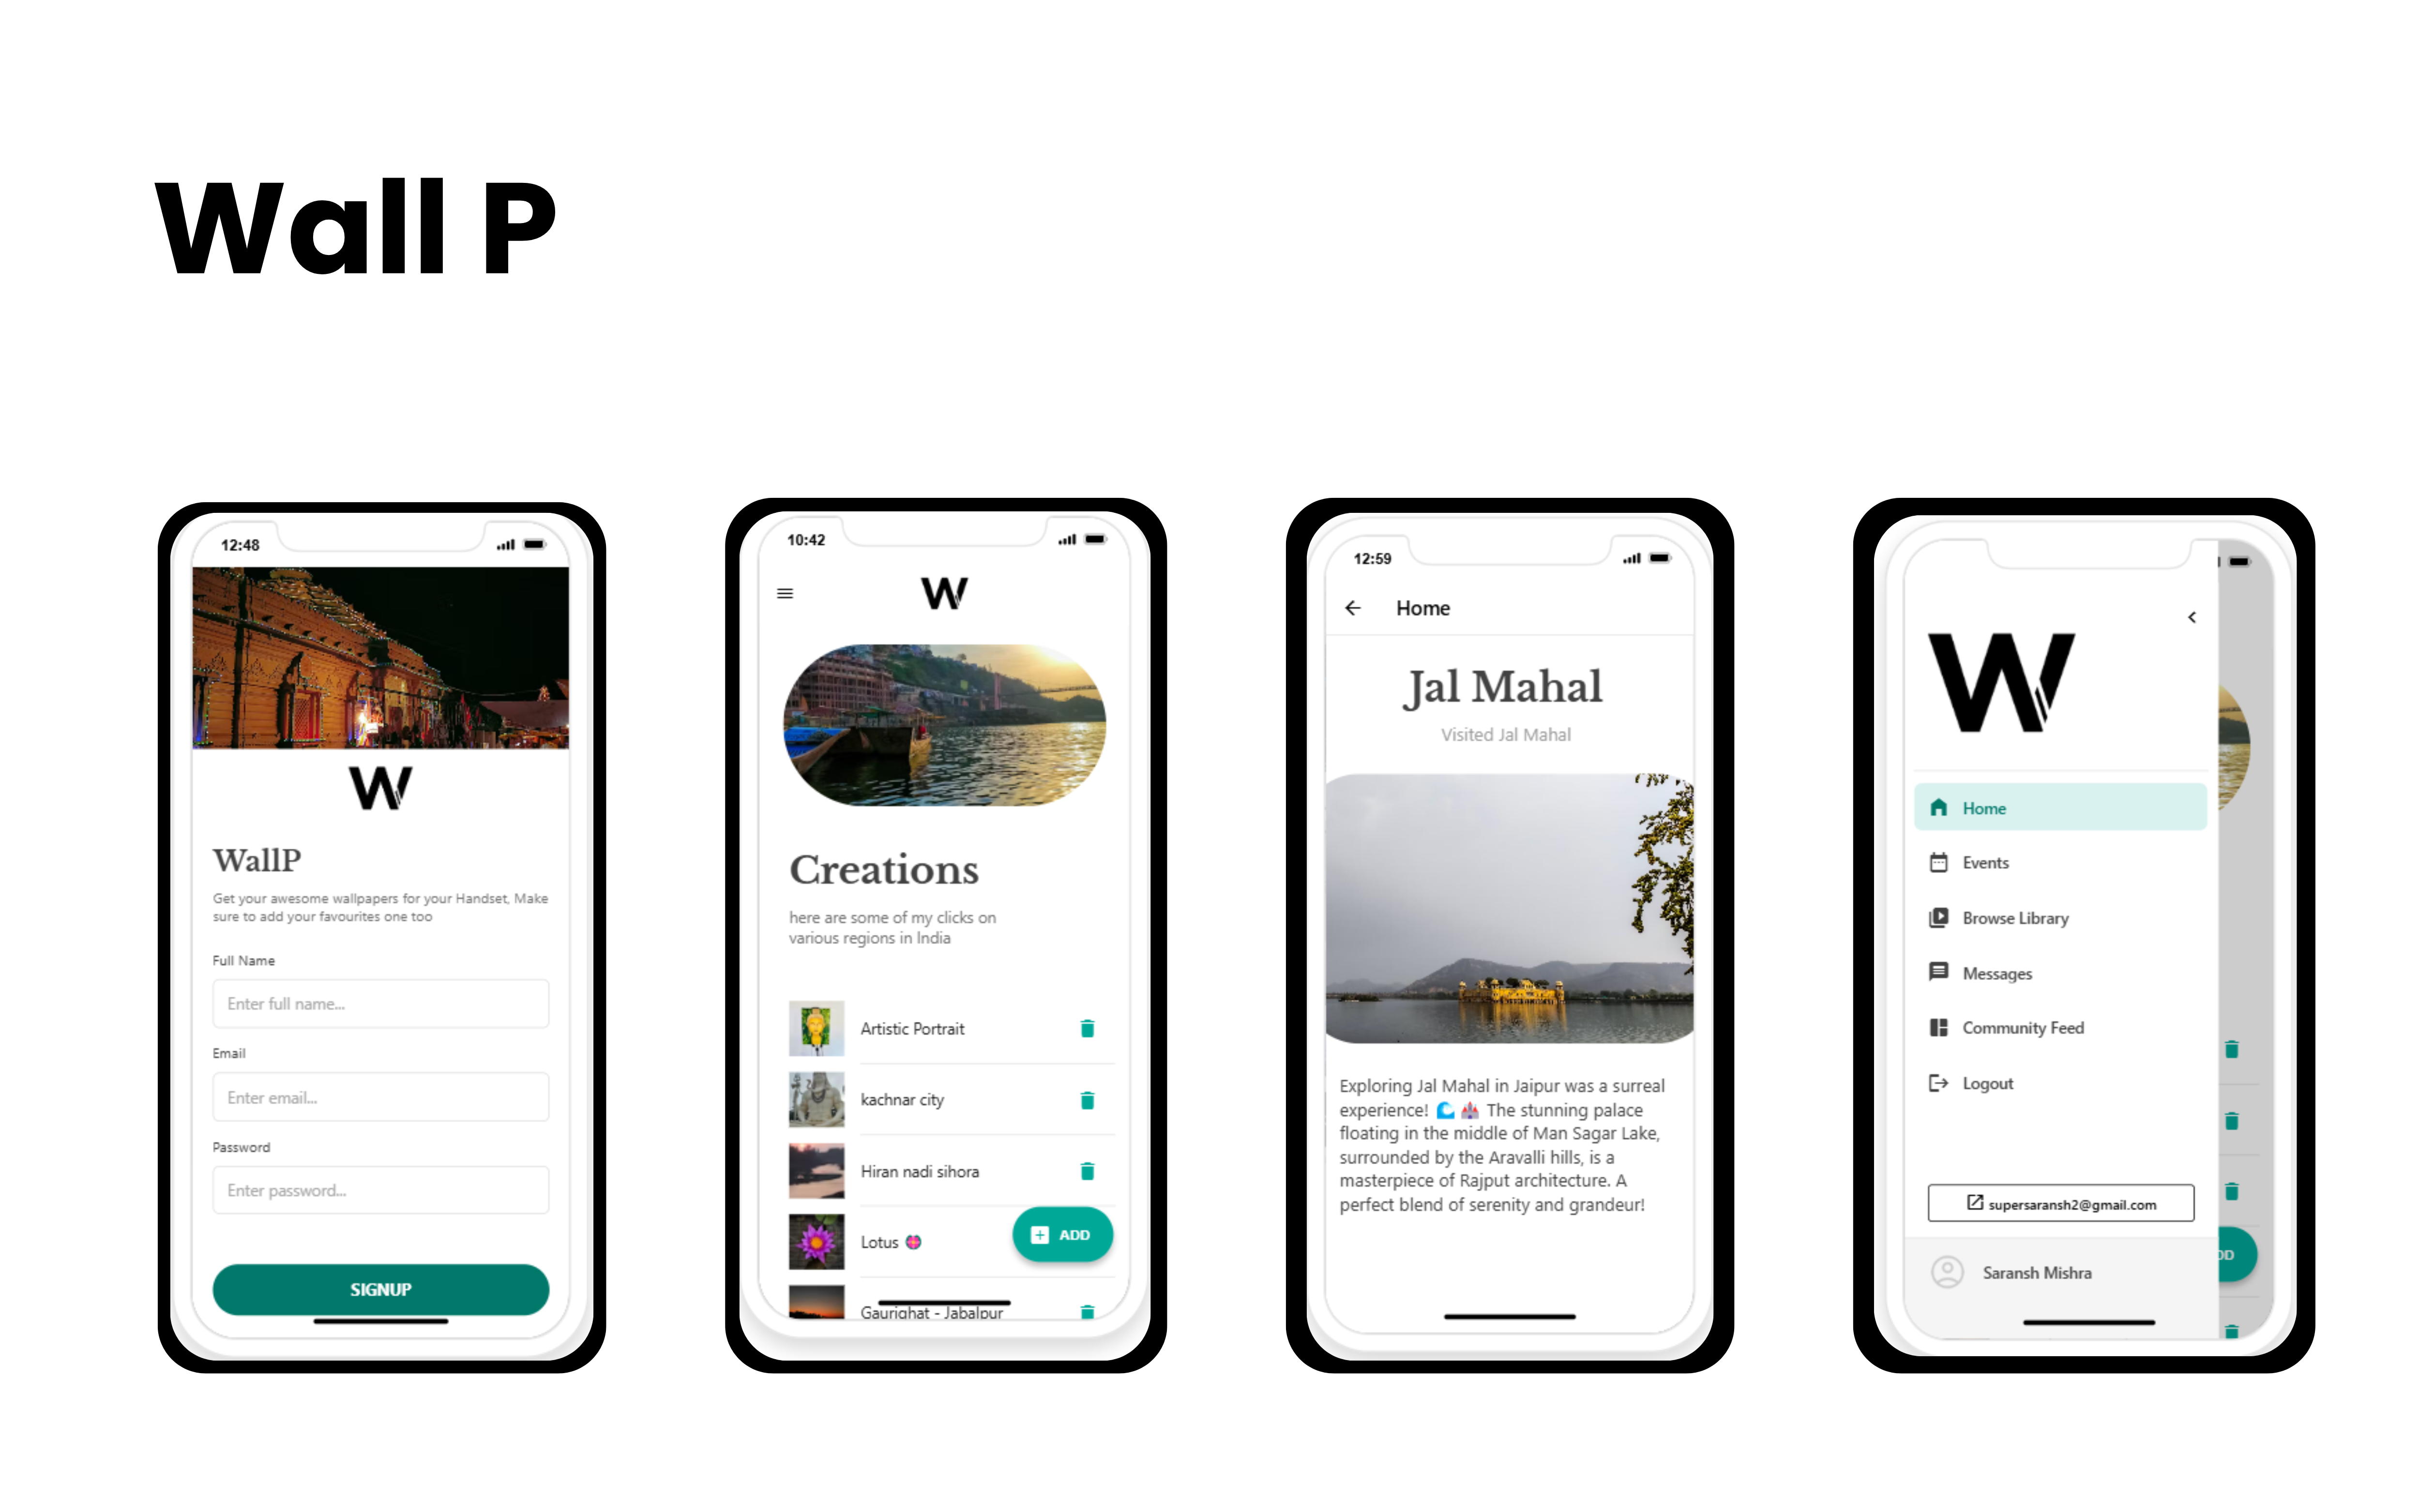 Wall P
12:48
W
WallP
Get your awesome wallpapers for your Handset, Make
sure to add your favourites one too
Full Name
Enter full name...
Email
Enter email...
Password
Enter password...
SIGNUP
10:42
W
Creations
here are some of my clicks on
various regions in India
Artistic Portrait
kachnar city
Hiran nadi sihora
Lotus
ADD
Gaurighat - Jabalpur
12:59
Home
Jal Mahal
Visited Jal Mahal
Exploring Jal Mahal in Jaipur was a surreal
experience! 🌊 🏰 The stunning palace
floating in the middle of Man Sagar Lake,
surrounded by the Aravalli hills, is a
masterpiece of Rajput architecture. A
perfect blend of serenity and grandeur!
W
Home
Events
Browse Library
Messages
Community Feed
Logout
supersaransh2@gmail.com
DD
Saransh Mishra